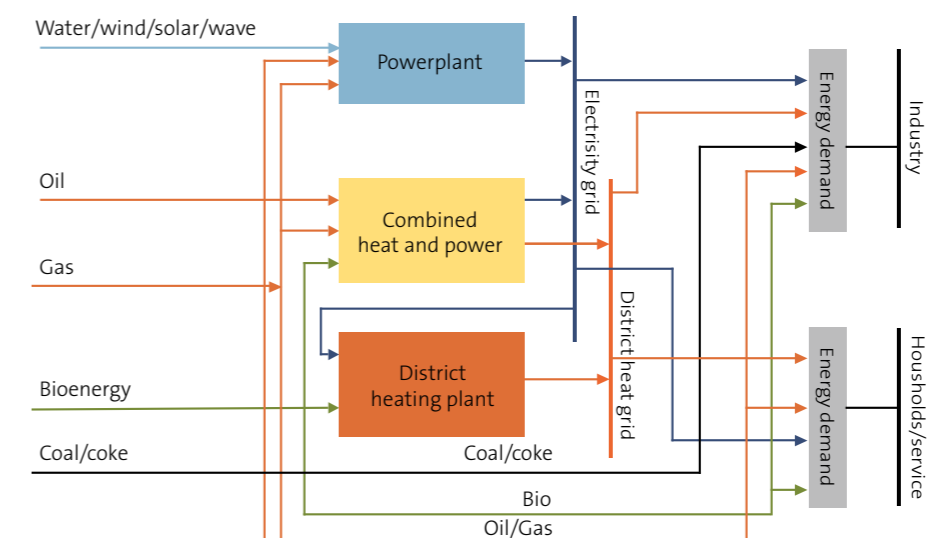 Water/wind/solar/wave
Powerplant
Electrisity grid
Energy demand
Industry
Oil
Combined
heat and power
Gas
District heat grid
District
heating plant
Energy demand
Housholds/service
Bioenergy
Coal/coke
Coal/coke
Bio
Oil/Gas